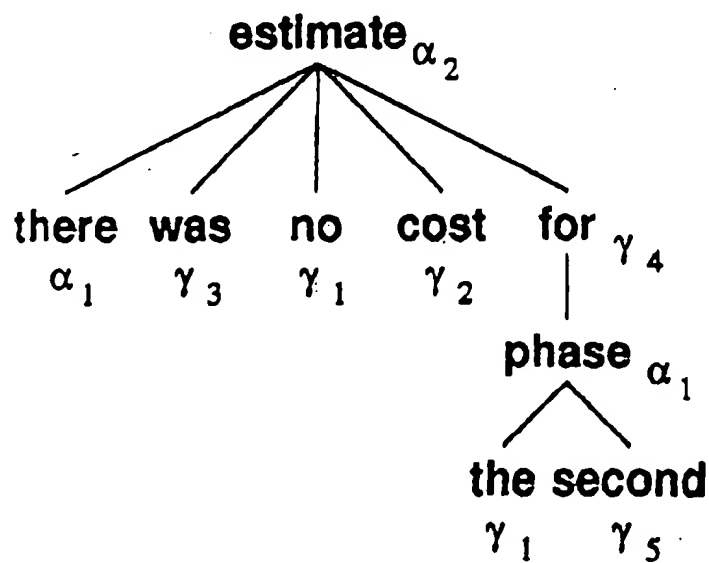 estimate α₂
there was no cost for γ₄
α₁ γ₃ γ₁ γ₂
phase α₁
the second
γ₁ γ₅